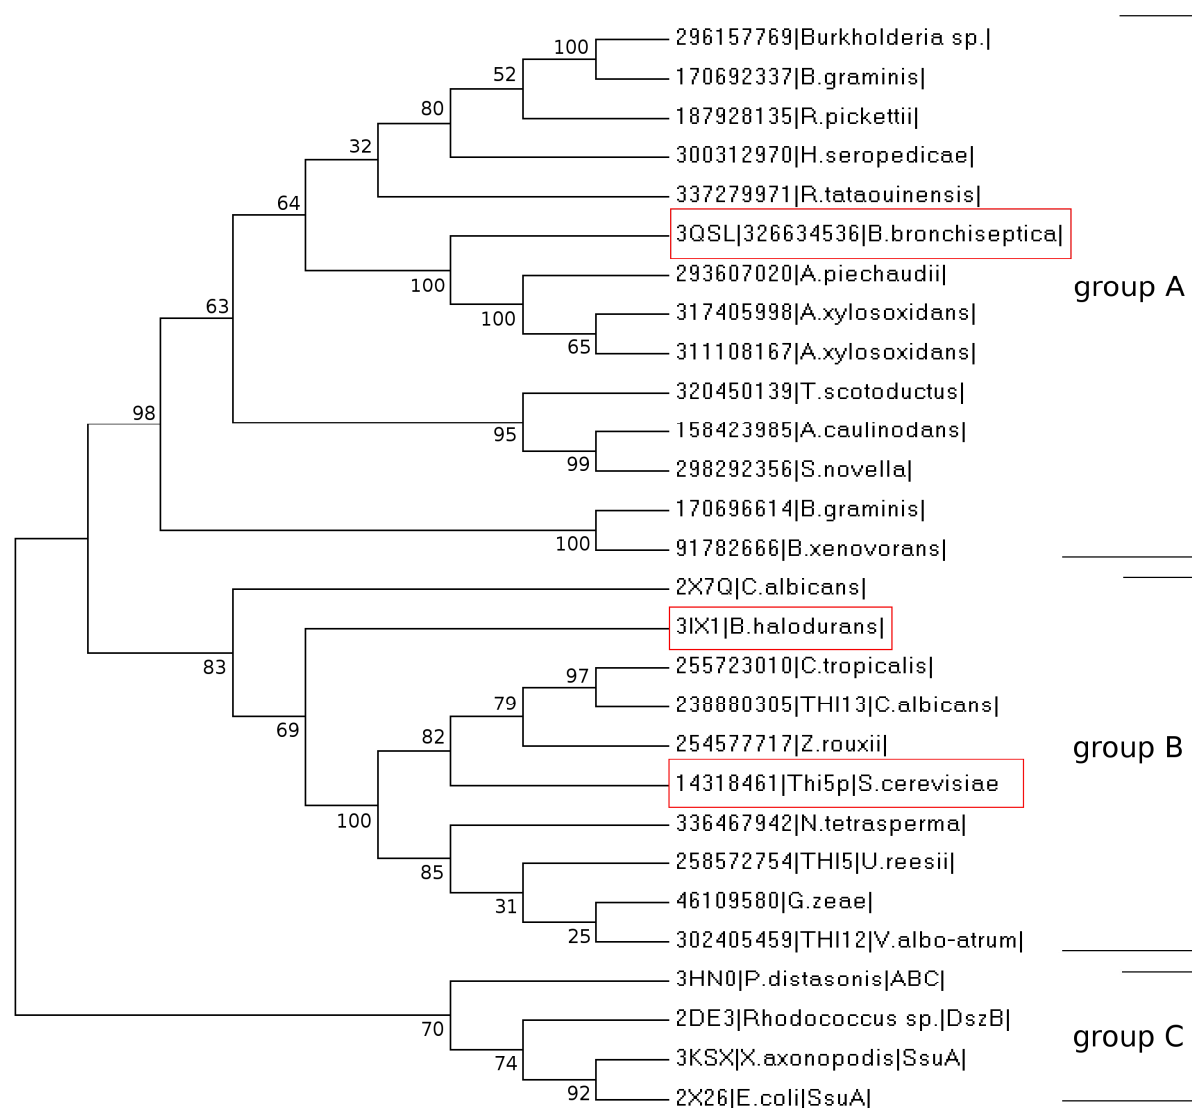 296157769|Burkholderia sp.|
100
170692337|B.graminis|
52
187928135|R.pickettii|
80
300312970|H.seropedicae|
32
337279971|R.tataouinensis|
64
3QSL|326634536|B.bronchiseptica|
293607020|A.piechaudii|
100
group A
317405998|A.xylosoxidans|
63
100
311108167|A.xylosoxidans|
65
320450139|T.scotoductus|
98
158423985|A.caulinodans|
95
298292356|S.novella|
99
170696614|B.graminis|
91782666|B.xenovorans|
100
2X7Q|C.albicans|
3IX1|B.halodurans|
255723010|C.tropicalis|
83
97
238880305|THI13|C.albicans|
79
69
254577717|Z.rouxii|
82
group B
14318461|Thi5p|S.cerevisiae
336467942|N.tetrasperma|
100
258572754|THI5|U.reesii|
85
46109580|G.zeae|
31
302405459|THI12|V.albo-atrum|
25
3HN0|P.distasonis|ABC|
2DE3|Rhodococcus sp.|DszB|
70
group C
3KSX|X.axonopodis|SsuA|
74
2X26|E.coli|SsuA|
92